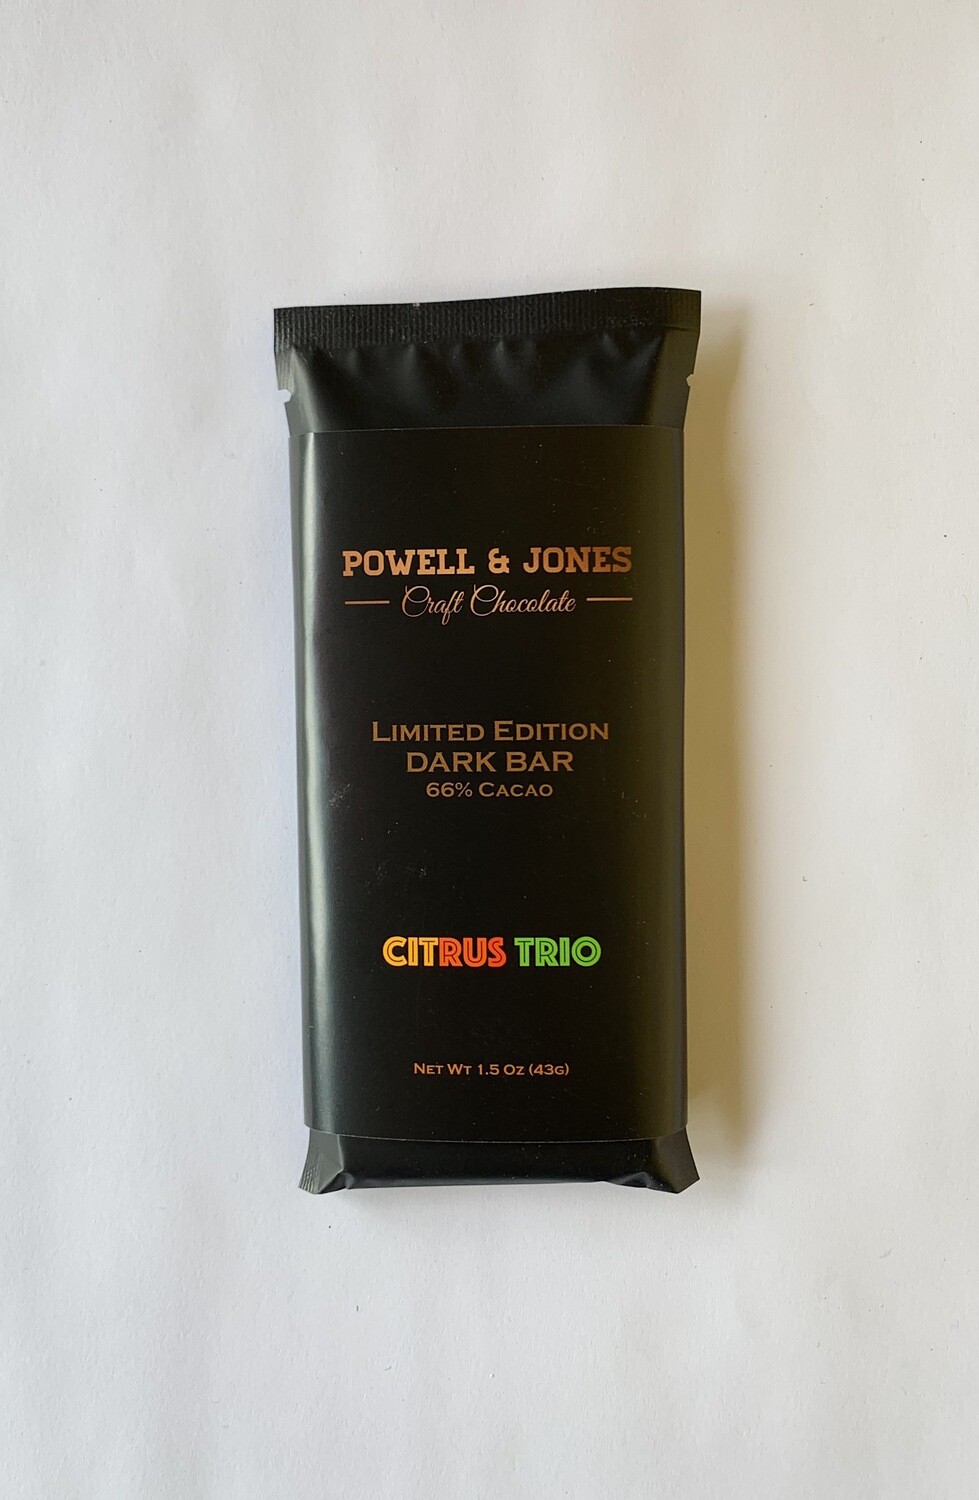 POWELL & JONES
Craft Chocolate
LIMITED EDITION
DARK BAR
66% CACAO
CITRUS TRIO
NET WT 1.5 OZ (43G)